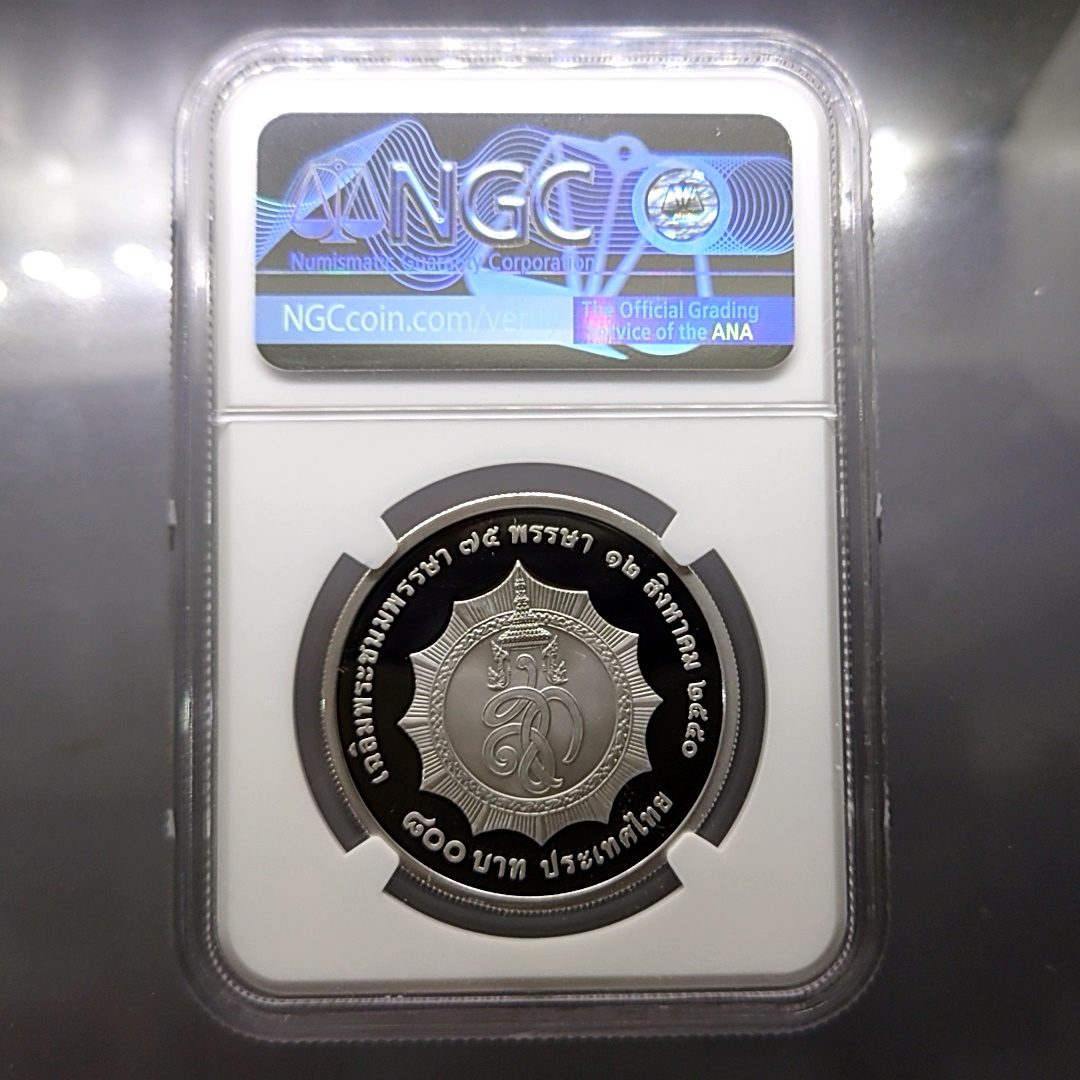 NGC
Numismatic Guaranty Corporation
NGCcoin.com/verify
The Official Grading
Service of the ANA
เฉลิมพระชนมพรรษา ๗๕ พรรษา ๑๒ สิงหาคม ๒๕๕๐
๘๐๐ บาท ประเทศไทย